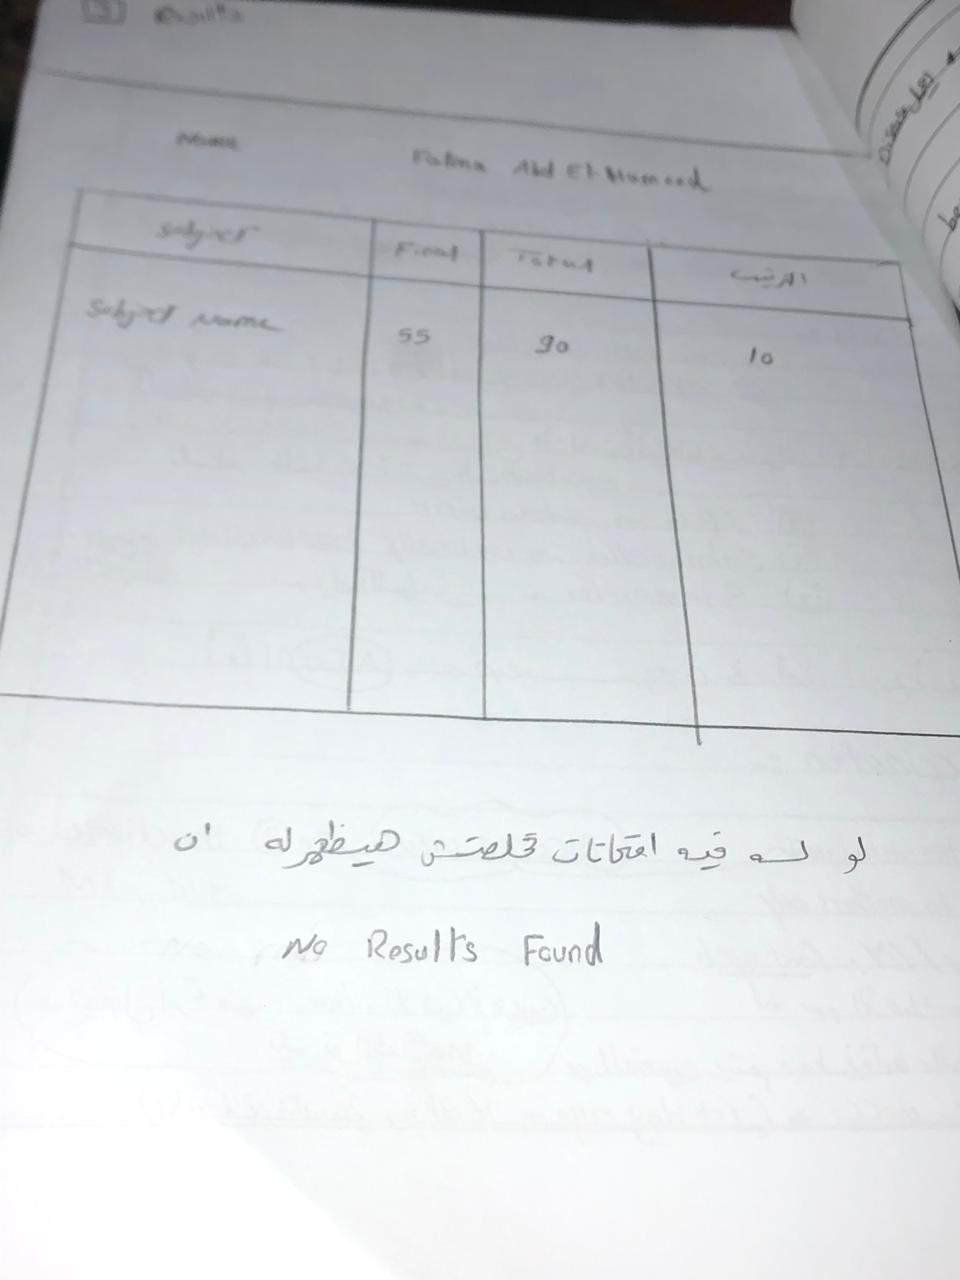 Results
Name Fatma Abd El-Hameed
Subject Final Total الترتيب
Subject Name 55 90 10
لو لسه فيه امتحانات مخلصتش هيظهرله ان
No Results Found